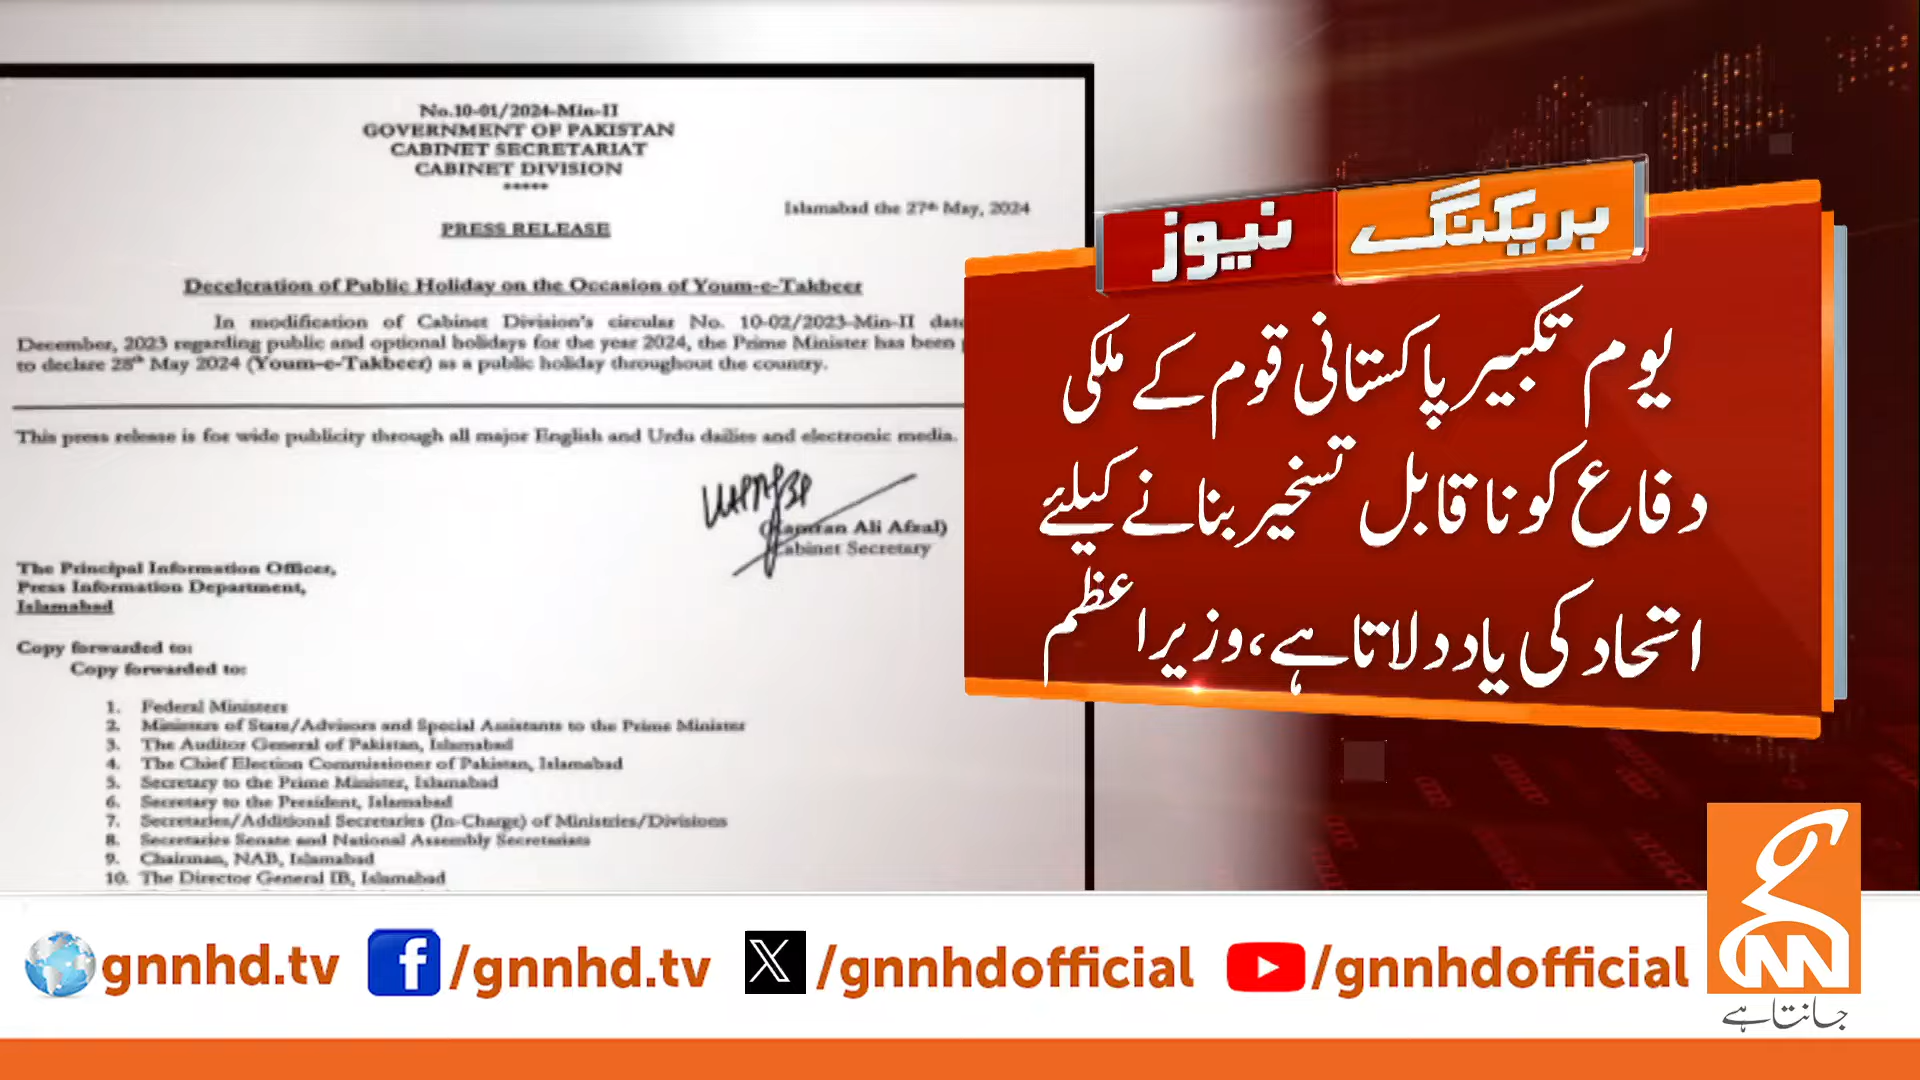 No.10-01/2024-Min-II
GOVERNMENT OF PAKISTAN
CABINET SECRETARIAT
CABINET DIVISION
*****
Islamabad the 27th May, 2024
PRESS RELEASE
Deceleration of Public Holiday on the Occasion of Youm-e-Takbeer
In modification of Cabinet Division's circular No. 10-02/2023-Min-II
December, 2023 regarding public and optional holidays for the year 2024, the Prime Minister has been
to declare 28th May 2024 (Youm-e-Takbeer) as a public holiday throughout the country.
This press release is for wide publicity through all major English and Urdu dailies and electronic media.
(Kamran Ali Afzal)
Cabinet Secretary
The Principal Information Officer,
Press Information Department,
Islamabad
Copy forwarded to:
Copy forwarded to:
1. Federal Ministers
2. Ministers of State/Advisors and Special Assistants to the Prime Minister
3. The Auditor General of Pakistan, Islamabad
4. The Chief Election Commissioner of Pakistan, Islamabad
5. Secretary to the Prime Minister, Islamabad
6. Secretary to the President, Islamabad
7. Secretaries/Additional Secretaries (In-Charge) of Ministries/Divisions
8. Secretaries Senate and National Assembly Secretariats
9. Chairman, NAB, Islamabad
10. The Director General IB, Islamabad
بریکنگ نیوز
یوم تکبیر پاکستانی قوم کے ملکی
دفاع کو ناقابل تسخیر بنانے کیلئے
اتحاد کی یاد دلاتا ہے، وزیراعظم
gnnhd.tv /gnnhd.tv /gnnhdofficial /gnnhdofficial
GNN
جانتا ہے